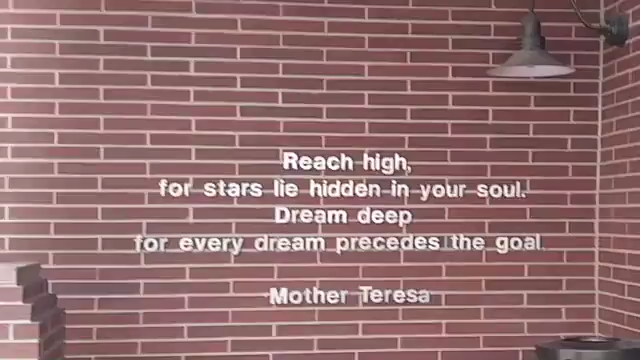 Reach high,
for stars lie hidden in your soul.
Dream deep
for every dream precedes the goal
Mother Teresa